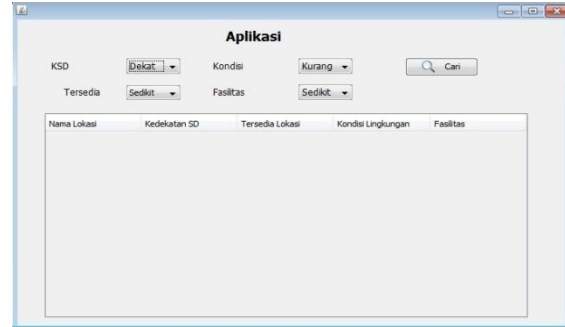 Aplikasi
KSD Dekat Kondisi Kurang Cari
Tersedia Sedikit Fasilitas Sedikit
Nama Lokasi Kedekatan SD Tersedia Lokasi Kondisi Lingkungan Fasilitas